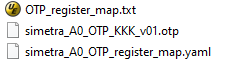 OTP_register_map.txt
simetra_A0_OTP_KKK_v01.otp
simetra_A0_OTP_register_map.yaml